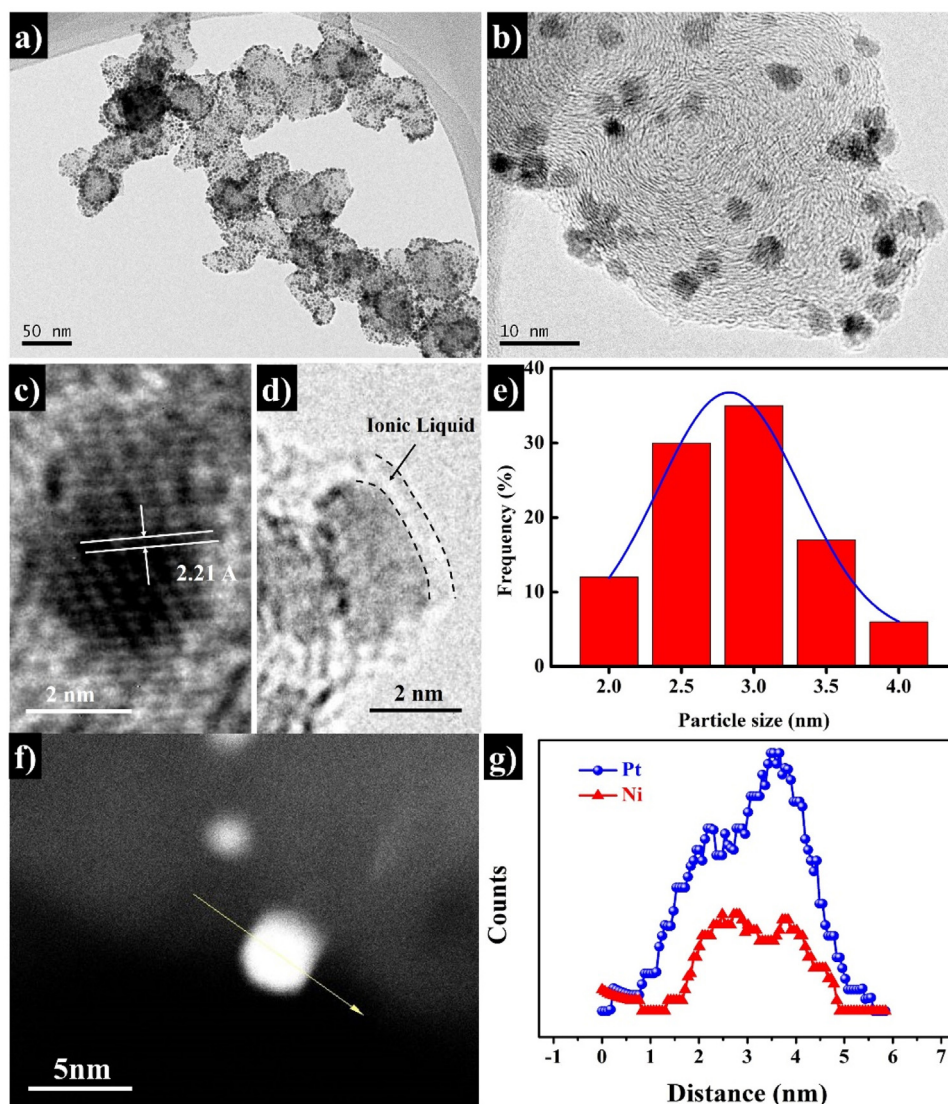 a)
50 nm
b)
10 nm
c)
2.21 A
2 nm
d)
Ionic Liquid
2 nm
e)
40
30
20
10
0
Frequency (%)
2.0 2.5 3.0 3.5 4.0
Particle size (nm)
f)
5nm
g)
Pt
Ni
Counts
-1 0 1 2 3 4 5 6 7
Distance (nm)